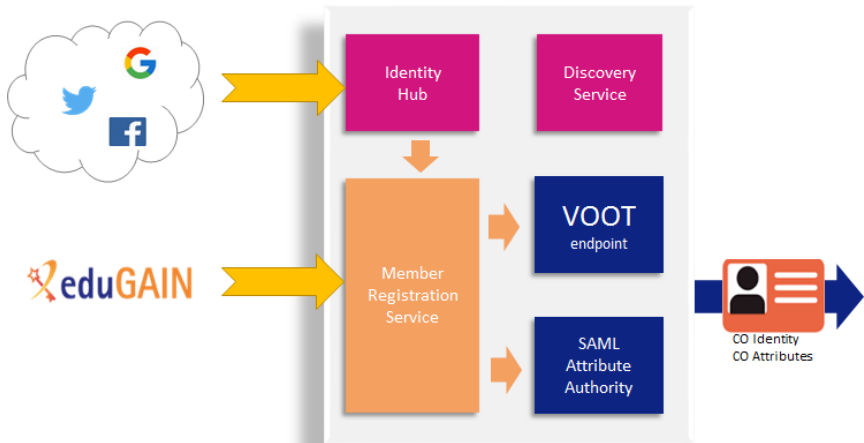 Identity
Hub
Discovery
Service
VOOT
endpoint
eduGAIN
Member
Registration
Service
SAML
Attribute
Authority
CO Identity
CO Attributes